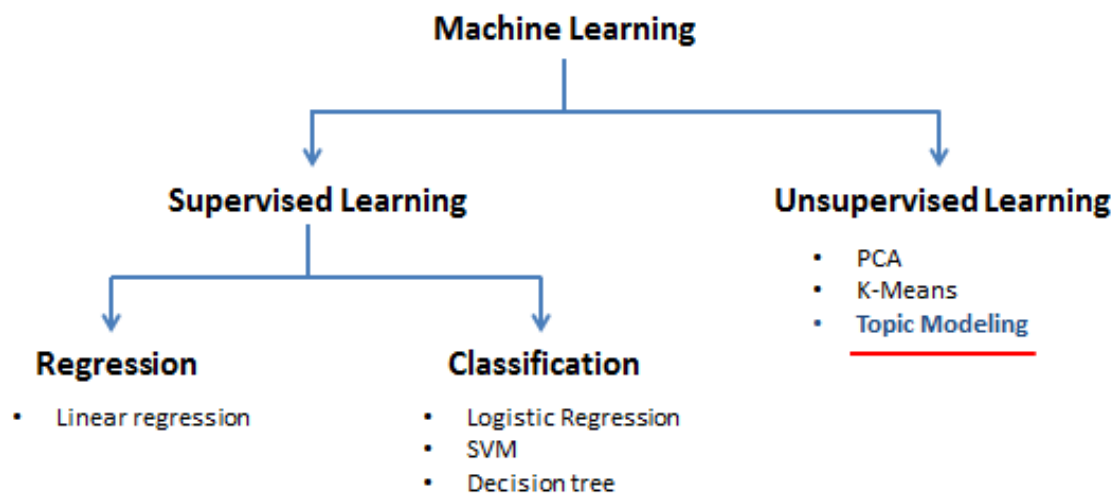 Machine Learning
Supervised Learning
Unsupervised Learning
• PCA
• K-Means
• Topic Modeling
Regression
• Linear regression
Classification
• Logistic Regression
• SVM
• Decision tree